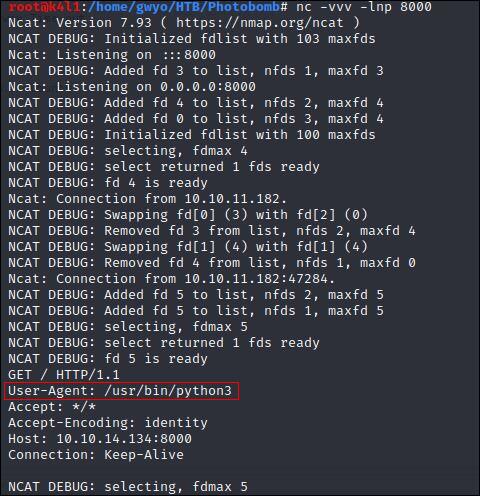 root@k4l1:/home/gwyo/HTB/Photobomb# nc -vvv -lnp 8000
Ncat: Version 7.93 ( https://nmap.org/ncat )
NCAT DEBUG: Initialized fdlist with 103 maxfds
Ncat: Listening on :::8000
NCAT DEBUG: Added fd 3 to list, nfds 1, maxfd 3
Ncat: Listening on 0.0.0.0:8000
NCAT DEBUG: Added fd 4 to list, nfds 2, maxfd 4
NCAT DEBUG: Added fd 0 to list, nfds 3, maxfd 4
NCAT DEBUG: Initialized fdlist with 100 maxfds
NCAT DEBUG: selecting, fdmax 4
NCAT DEBUG: select returned 1 fds ready
NCAT DEBUG: fd 4 is ready
Ncat: Connection from 10.10.11.182.
NCAT DEBUG: Swapping fd[0] (3) with fd[2] (0)
NCAT DEBUG: Removed fd 3 from list, nfds 2, maxfd 4
NCAT DEBUG: Swapping fd[1] (4) with fd[1] (4)
NCAT DEBUG: Removed fd 4 from list, nfds 1, maxfd 0
Ncat: Connection from 10.10.11.182:47284.
NCAT DEBUG: Added fd 5 to list, nfds 2, maxfd 5
NCAT DEBUG: Added fd 5 to list, nfds 1, maxfd 5
NCAT DEBUG: selecting, fdmax 5
NCAT DEBUG: select returned 1 fds ready
NCAT DEBUG: fd 5 is ready
GET / HTTP/1.1
User-Agent: /usr/bin/python3
Accept: */*
Accept-Encoding: identity
Host: 10.10.14.134:8000
Connection: Keep-Alive
NCAT DEBUG: selecting, fdmax 5